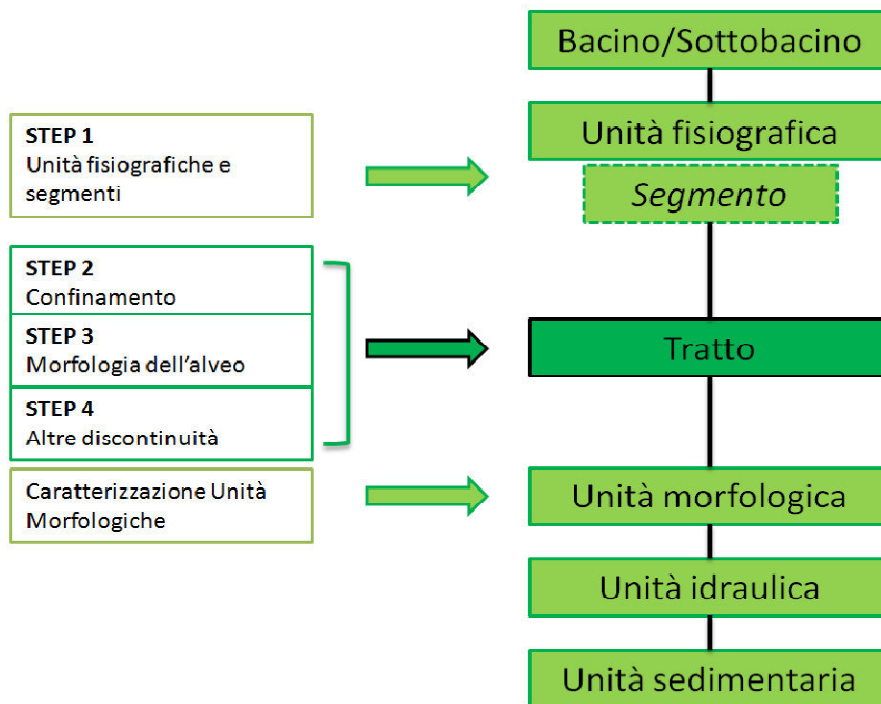 Bacino/Sottobacino
STEP 1
Unità fisiografiche e
segmenti
Unità fisiografica
Segmento
STEP 2
Confinamento
STEP 3
Morfologia dell'alveo
STEP 4
Altre discontinuità
Tratto
Caratterizzazione Unità
Morfologiche
Unità morfologica
Unità idraulica
Unità sedimentaria